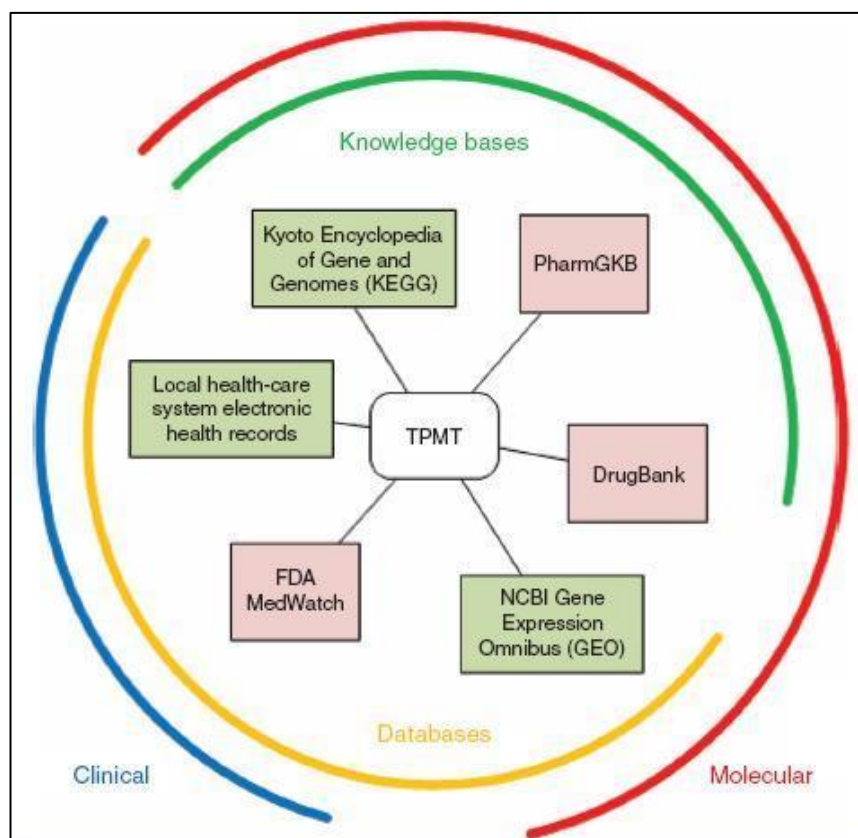 Knowledge bases
Kyoto Encyclopedia
of Gene and
Genomes (KEGG)
PharmGKB
Local health-care
system electronic
health records
TPMT
DrugBank
FDA
MedWatch
NCBI Gene
Expression
Omnibus (GEO)
Databases
Clinical
Molecular